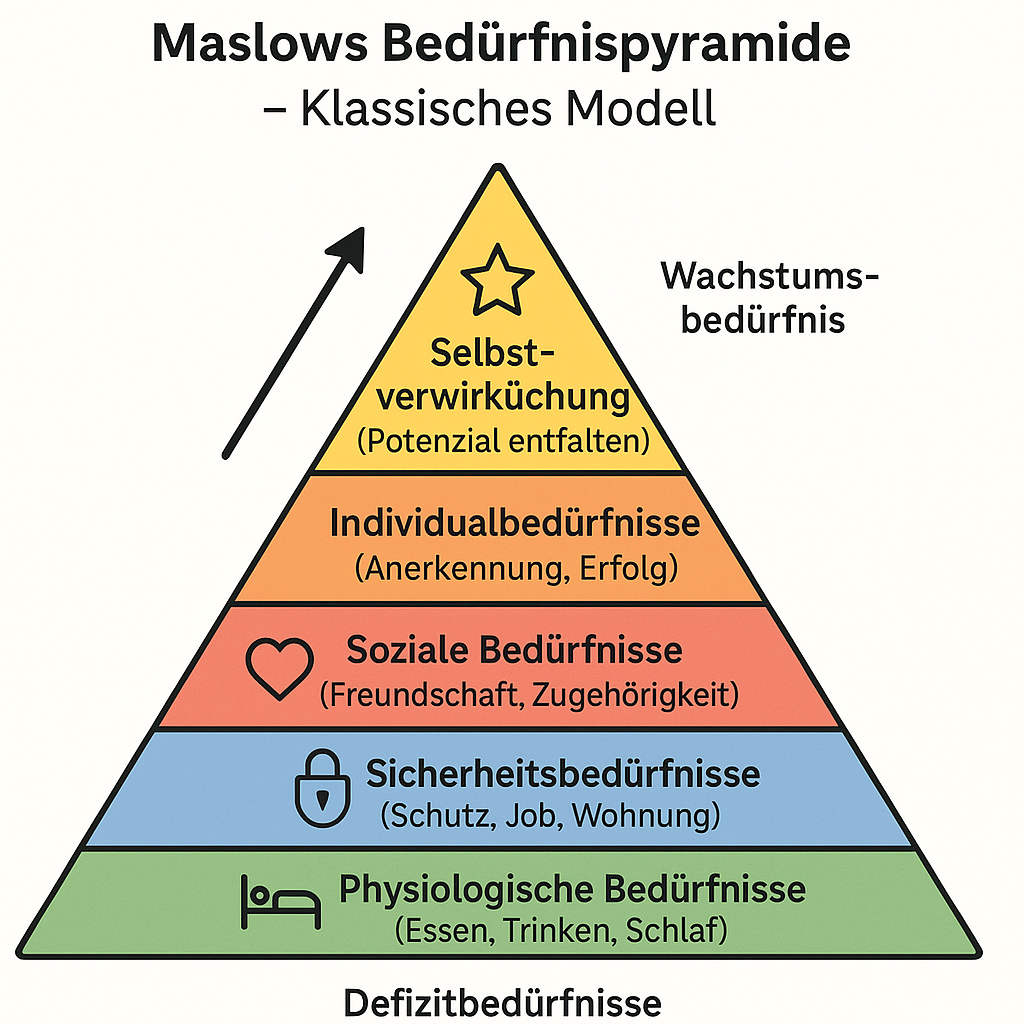 Maslows Bedürfnispyramide
– Klassisches Modell
Wachstums-
bedürfnis
Selbst-
verwirküchung
(Potenzial entfalten)
Individualbedürfnisse
(Anerkennung, Erfolg)
Soziale Bedürfnisse
(Freundschaft, Zugehörigkeit)
Sicherheitsbedürfnisse
(Schutz, Job, Wohnung)
Physiologische Bedürfnisse
(Essen, Trinken, Schlaf)
Defizitbedürfnisse